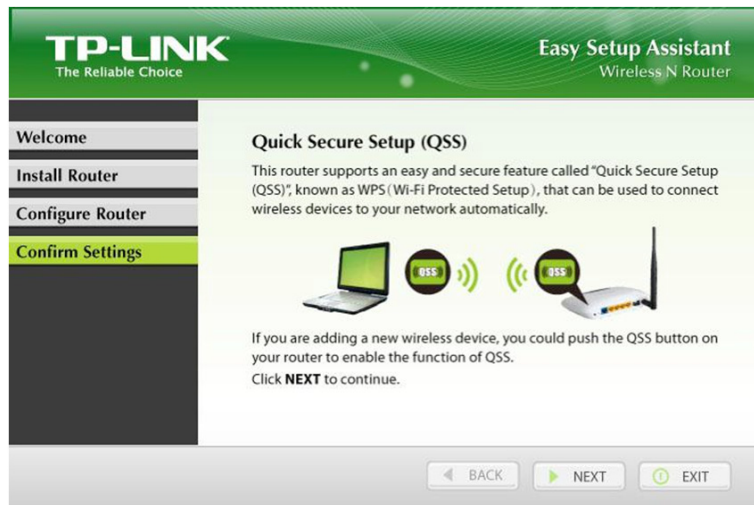 TP-LINK
The Reliable Choice
Easy Setup Assistant
Wireless N Router
Welcome
Install Router
Configure Router
Confirm Settings
Quick Secure Setup (QSS)
This router supports an easy and secure feature called “Quick Secure Setup
(QSS)”, known as WPS(Wi-Fi Protected Setup), that can be used to connect
wireless devices to your network automatically.
QSS
QSS
If you are adding a new wireless device, you could push the QSS button on
your router to enable the function of QSS.
Click NEXT to continue.
BACK
NEXT
EXIT